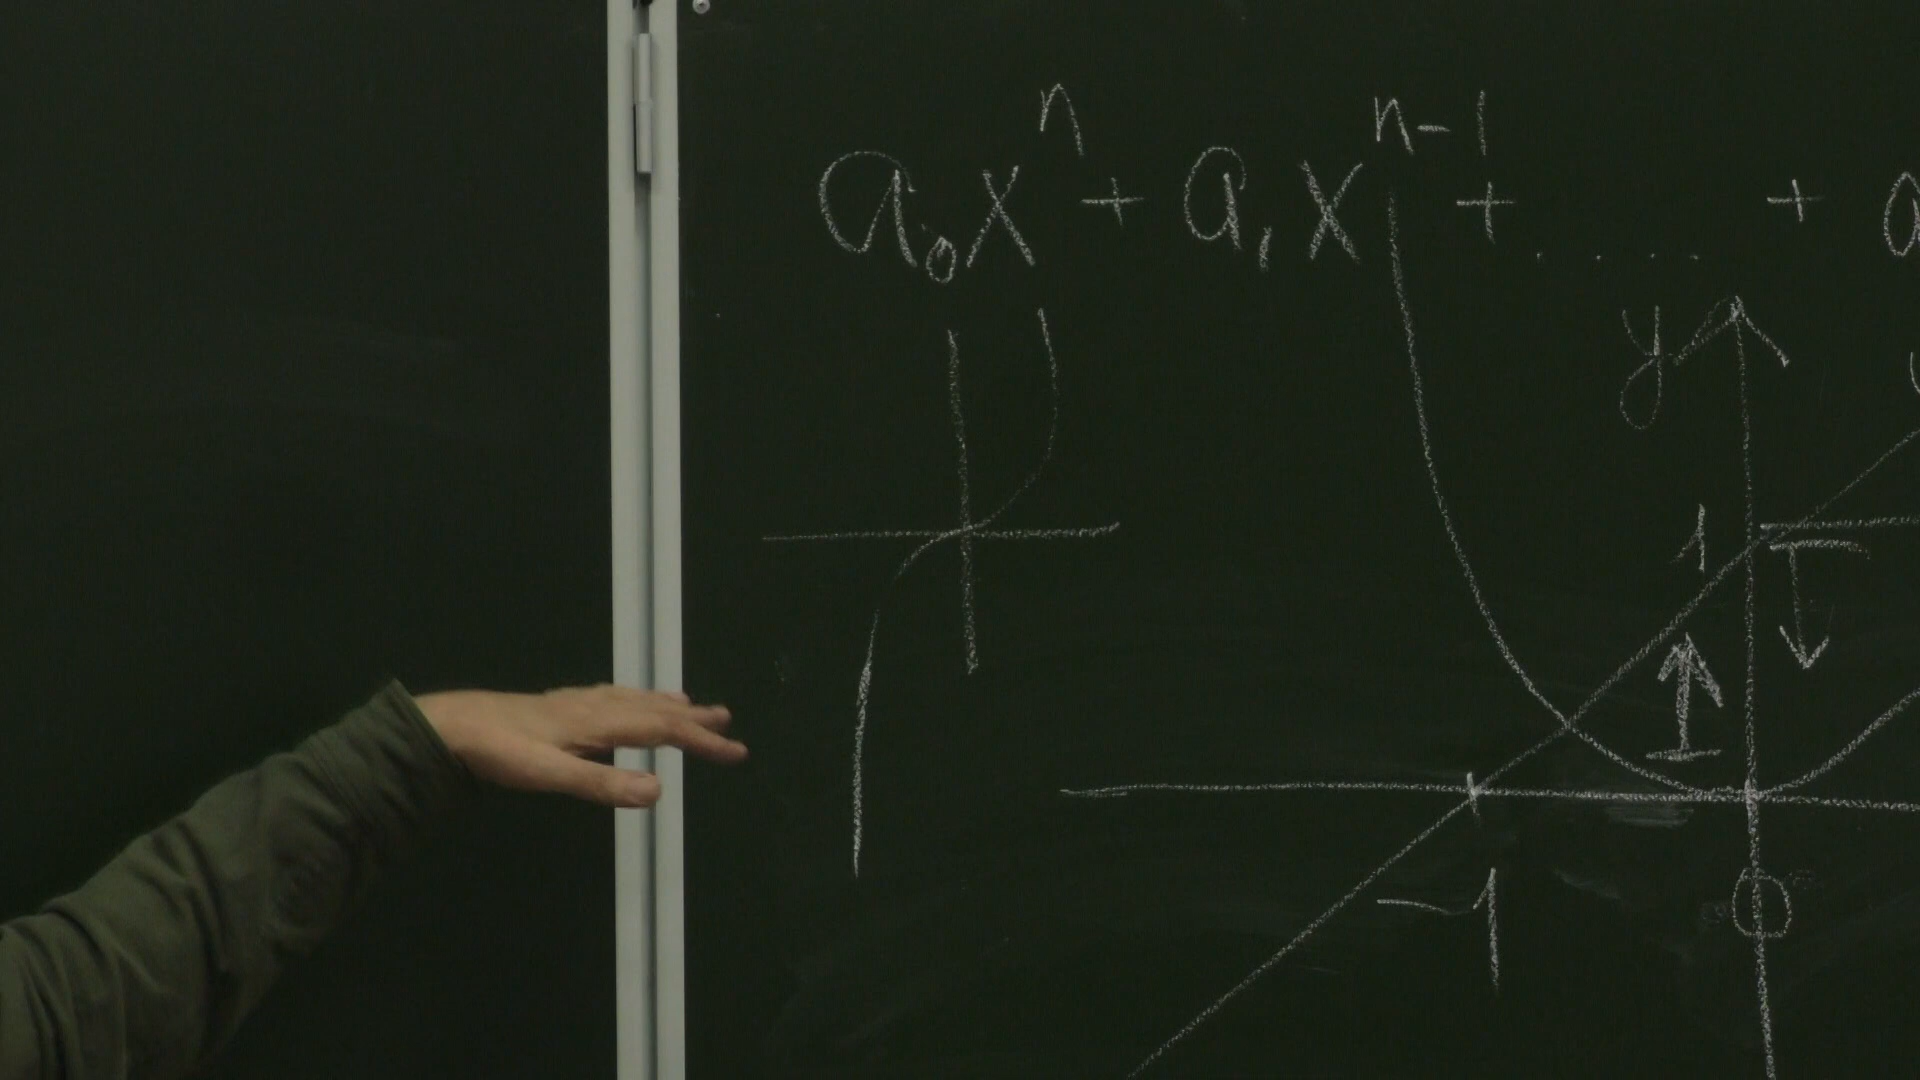 a₀xⁿ + a₁xⁿ⁻¹ + .... + a
y
1
-1
0